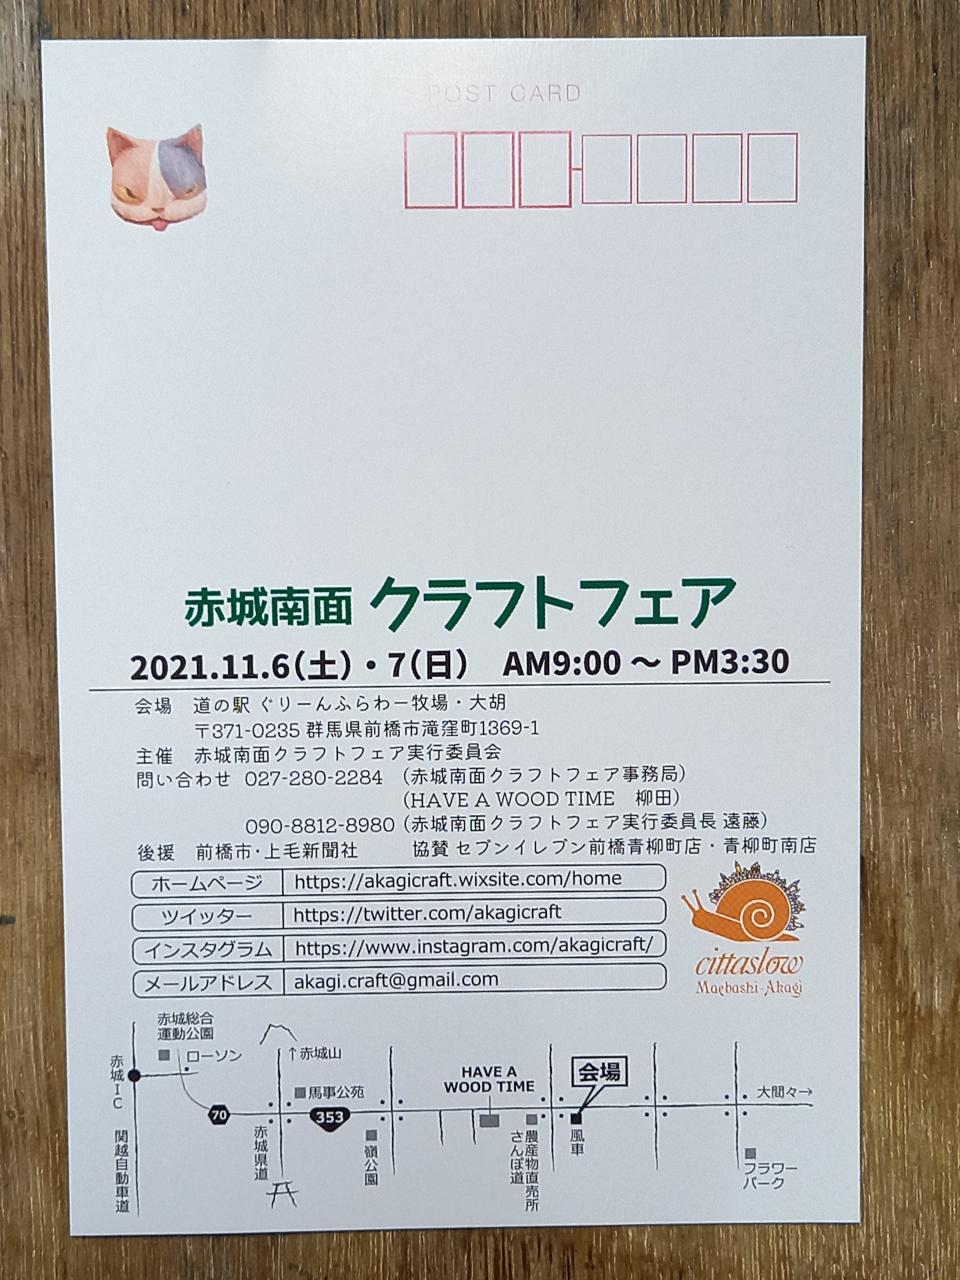 POST CARD
赤城南面 クラフトフェア
2021.11.6(土)・7(日) AM9:00 ～ PM3:30
会場 道の駅 ぐりーんふらわー牧場・大胡
〒371-0235 群馬県前橋市滝窪町1369-1
主催 赤城南面クラフトフェア実行委員会
問い合わせ 027-280-2284 (赤城南面クラフトフェア事務局)
(HAVE A WOOD TIME 柳田)
090-8812-8980 (赤城南面クラフトフェア実行委員長 遠藤)
後援 前橋市・上毛新聞社 協賛 セブンイレブン前橋青柳町店・青柳町南店
ホームページ https://akagicraft.wixsite.com/home
ツイッター https://twitter.com/akagicraft
インスタグラム https://www.instagram.com/akagicraft/
メールアドレス akagi.craft@gmail.com
cittaslow
Maebashi-Akagi
赤城総合
運動公園
ローソン
↑赤城山
赤城IC
関越自動車道
70
馬事公苑
353
赤城県道
嶺公園
HAVE A
WOOD TIME
会場
農産物直売所
さんぽ道
風車
大間々→
フラワー
パーク